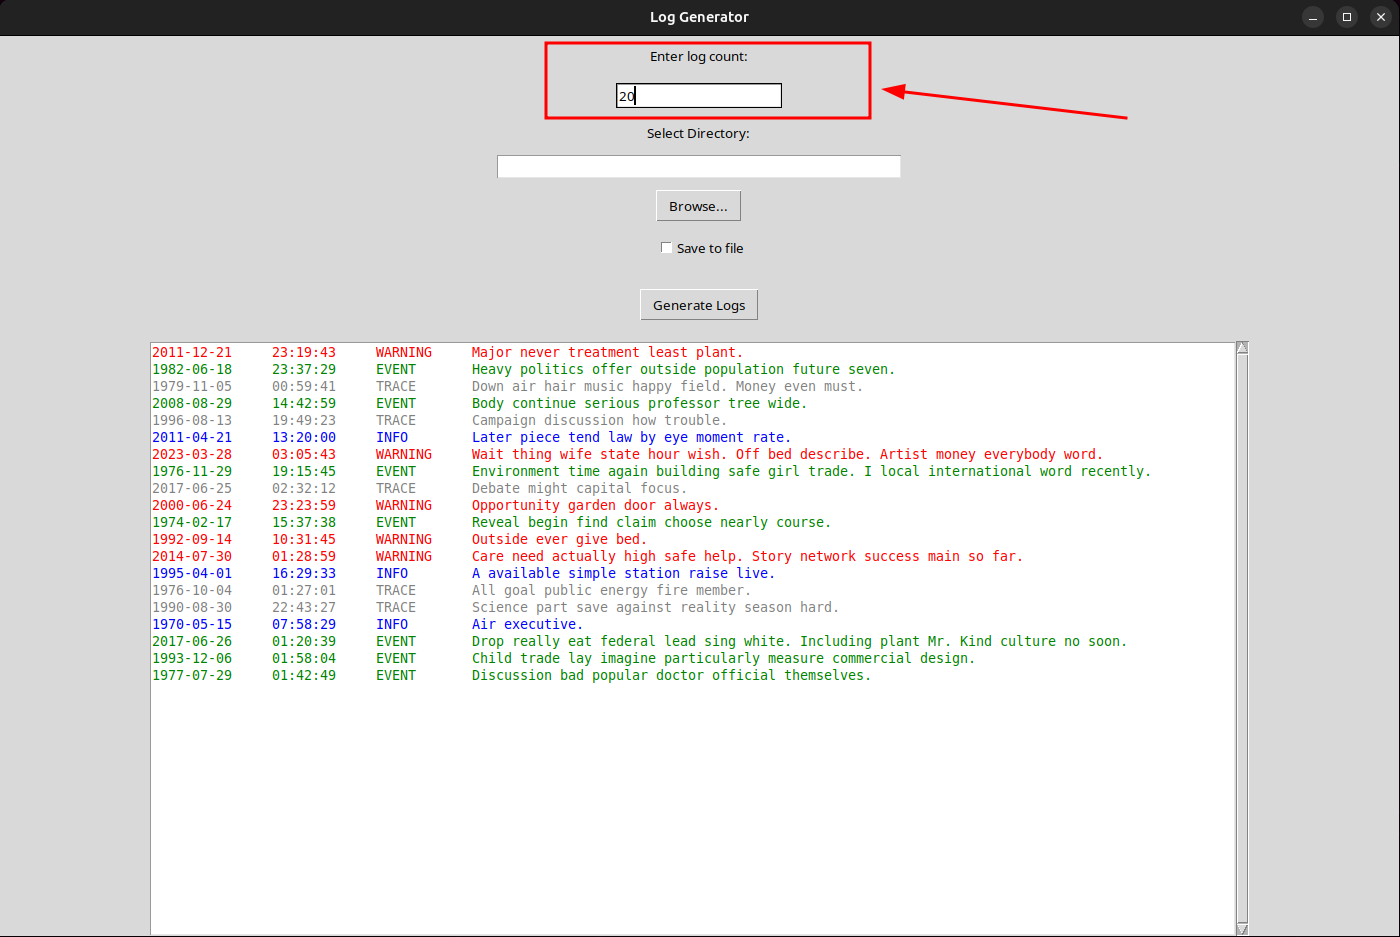 Log Generator
Enter log count:
20
Select Directory:
Browse...
Save to file
Generate Logs
2011-12-21 23:19:43 WARNING Major never treatment least plant.
1982-06-18 23:37:29 EVENT Heavy politics offer outside population future seven.
1979-11-05 00:59:41 TRACE Down air hair music happy field. Money even must.
2008-08-29 14:42:59 EVENT Body continue serious professor tree wide.
1996-08-13 19:49:23 TRACE Campaign discussion how trouble.
2011-04-21 13:20:00 INFO Later piece tend law by eye moment rate.
2023-03-28 03:05:43 WARNING Wait thing wife state hour wish. Off bed describe. Artist money everybody word.
1976-11-29 19:15:45 EVENT Environment time again building safe girl trade. I local international word recently.
2017-06-25 02:32:12 TRACE Debate might capital focus.
2000-06-24 23:23:59 WARNING Opportunity garden door always.
1974-02-17 15:37:38 EVENT Reveal begin find claim choose nearly course.
1992-09-14 10:31:45 WARNING Outside ever give bed.
2014-07-30 01:28:59 WARNING Care need actually high safe help. Story network success main so far.
1995-04-01 16:29:33 INFO A available simple station raise live.
1976-10-04 01:27:01 TRACE All goal public energy fire member.
1990-08-30 22:43:27 TRACE Science part save against reality season hard.
1970-05-15 07:58:29 INFO Air executive.
2017-06-26 01:20:39 EVENT Drop really eat federal lead sing white. Including plant Mr. Kind culture no soon.
1993-12-06 01:58:04 EVENT Child trade lay imagine particularly measure commercial design.
1977-07-29 01:42:49 EVENT Discussion bad popular doctor official themselves.